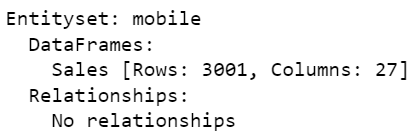 Entityset: mobile
  DataFrames:
    Sales [Rows: 3001, Columns: 27]
  Relationships:
    No relationships